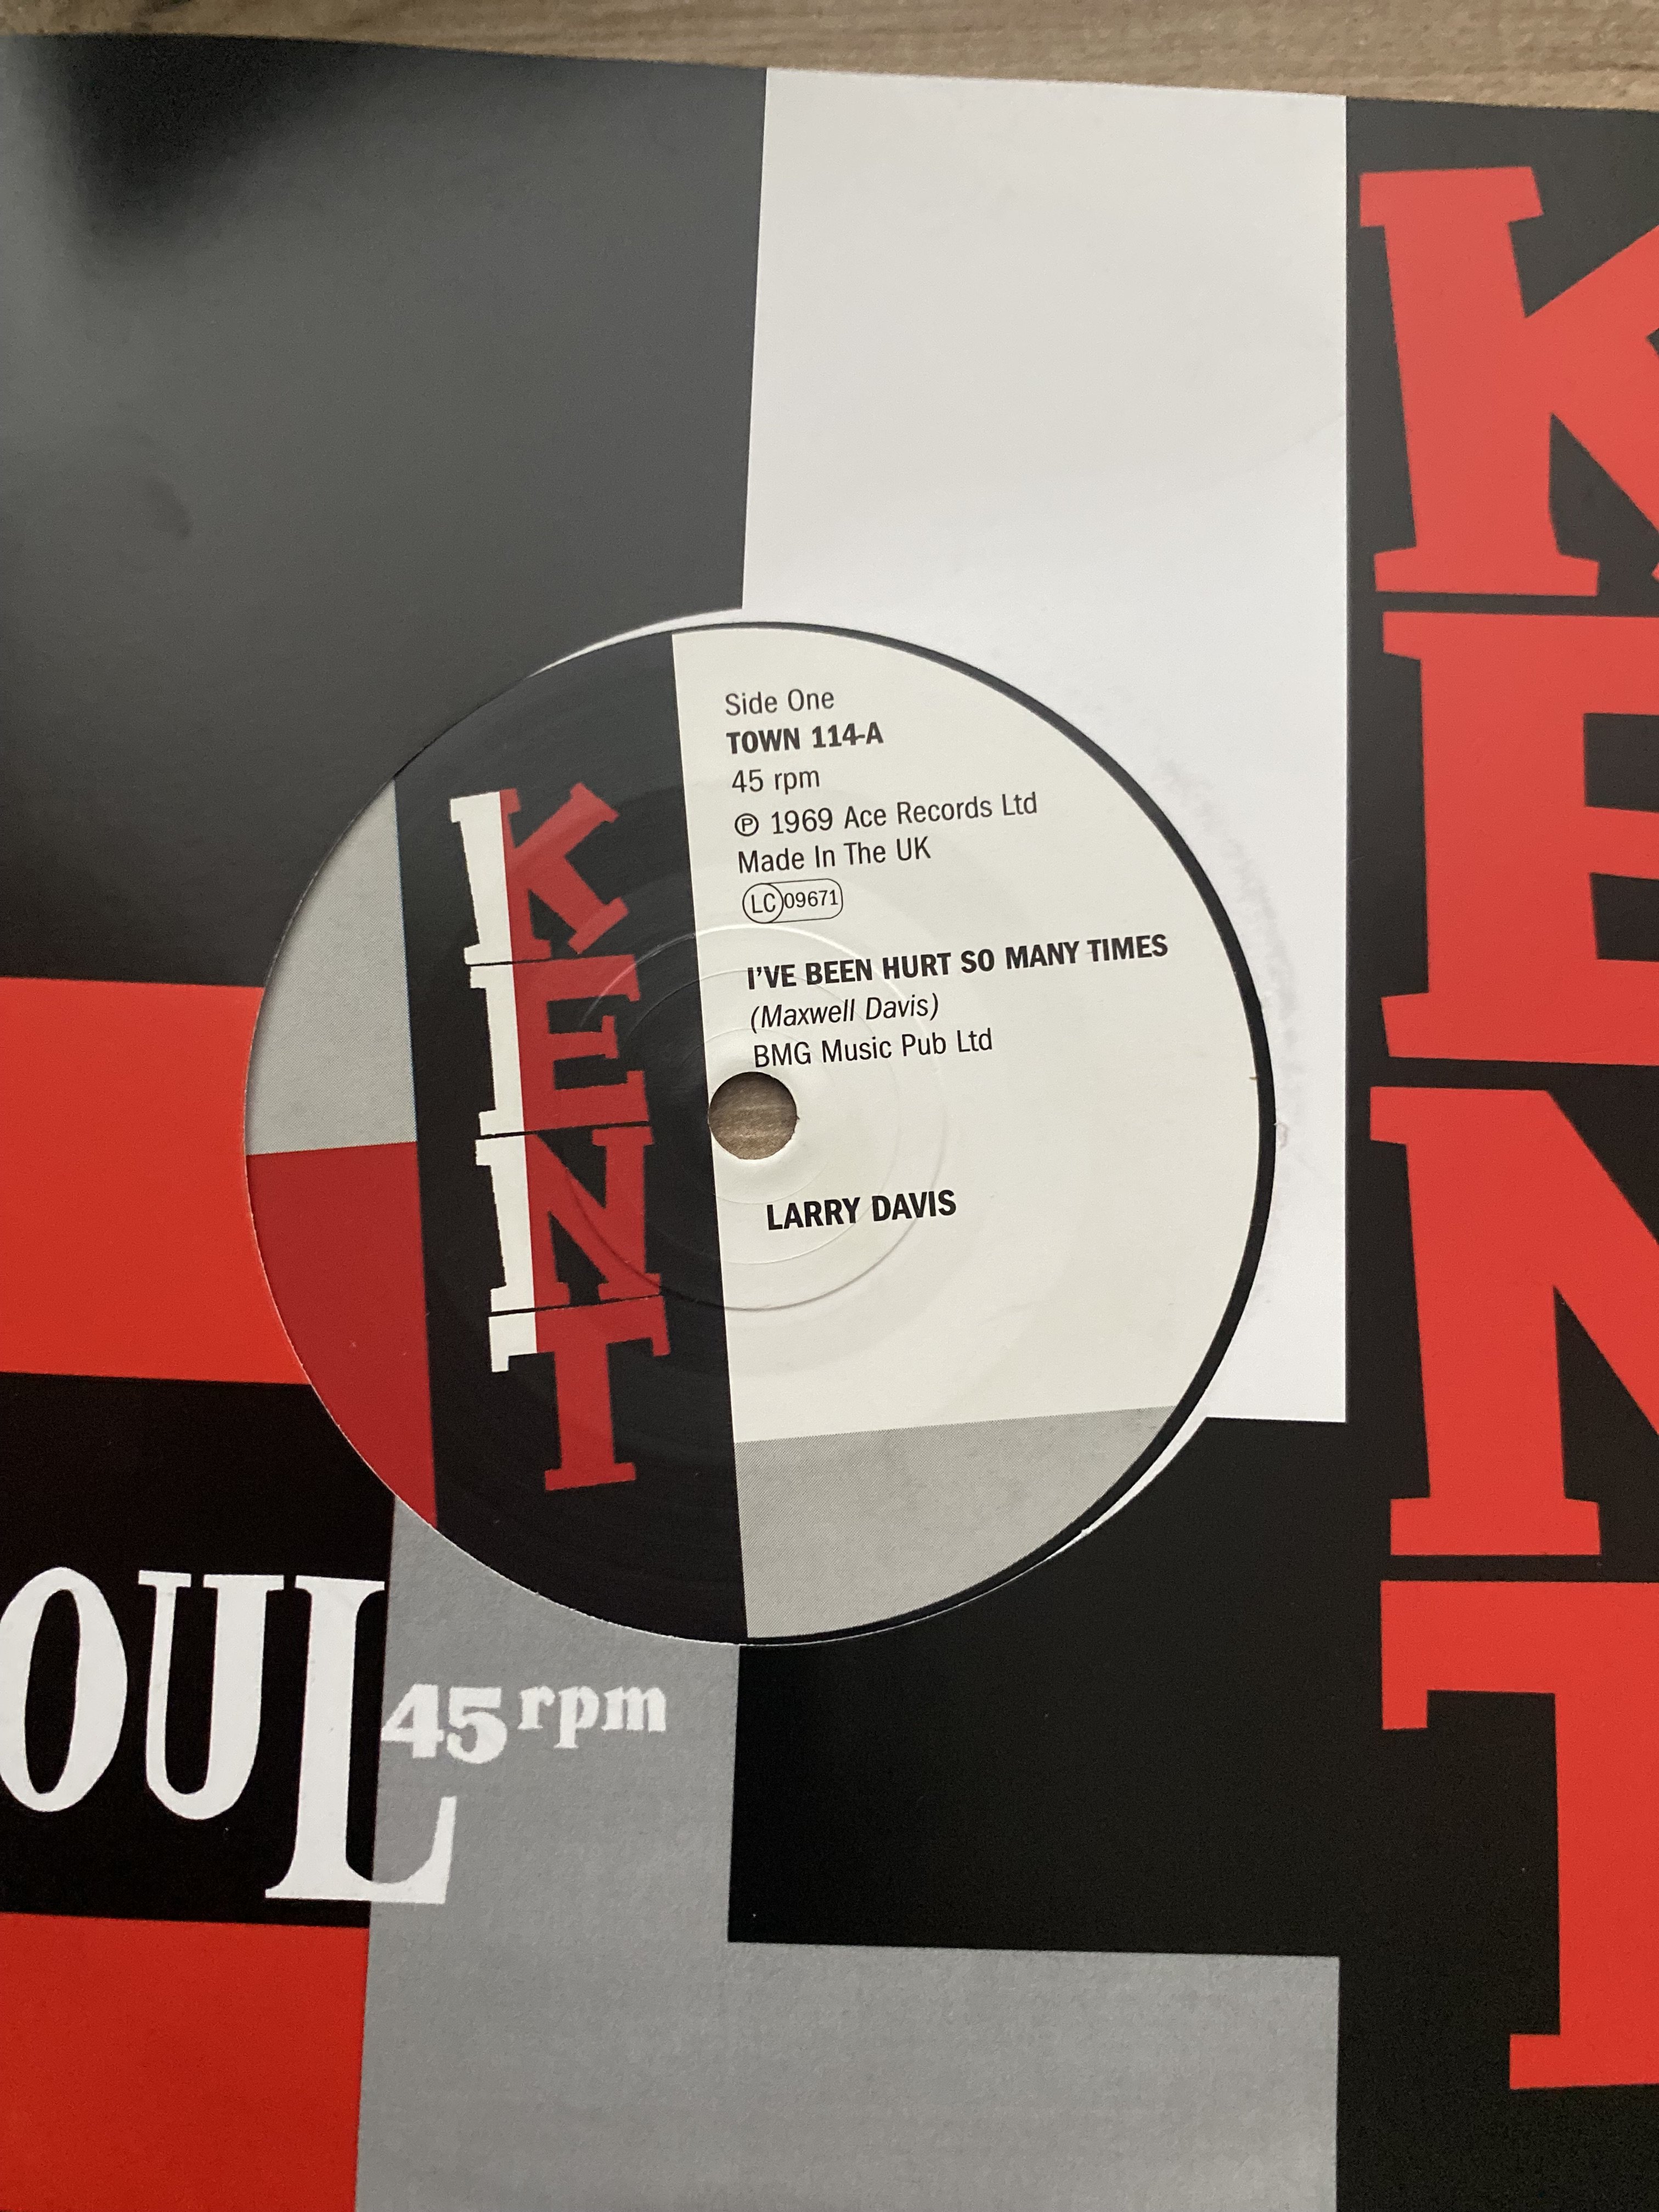 Side One
TOWN 114-A
45 rpm
℗ 1969 Ace Records Ltd
Made In The UK
LC 09671
I'VE BEEN HURT SO MANY TIMES
(Maxwell Davis)
BMG Music Pub Ltd
LARRY DAVIS
KENT
OUL
45 rpm
KENT